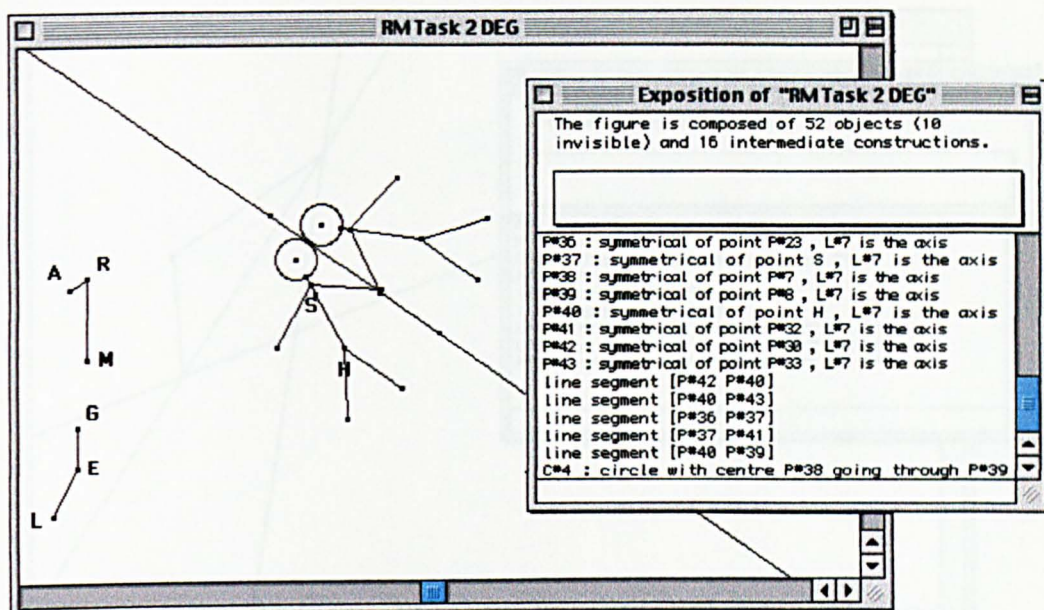 RM Task 2 DEG
Exposition of "RM Task 2 DEG"
The figure is composed of 52 objects (10
invisible) and 16 intermediate constructions.
P#36 : symmetrical of point P#23 , L#7 is the axis
P#37 : symmetrical of point S , L#7 is the axis
P#38 : symmetrical of point P#7 , L#7 is the axis
P#39 : symmetrical of point P#8 , L#7 is the axis
P#40 : symmetrical of point H , L#7 is the axis
P#41 : symmetrical of point P#32 , L#7 is the axis
P#42 : symmetrical of point P#30 , L#7 is the axis
P#43 : symmetrical of point P#33 , L#7 is the axis
line segment [P#42 P#40]
line segment [P#40 P#43]
line segment [P#36 P#37]
line segment [P#37 P#41]
line segment [P#40 P#39]
C#4 : circle with centre P#38 going through P#39
A
R
S
M
H
G
E
L